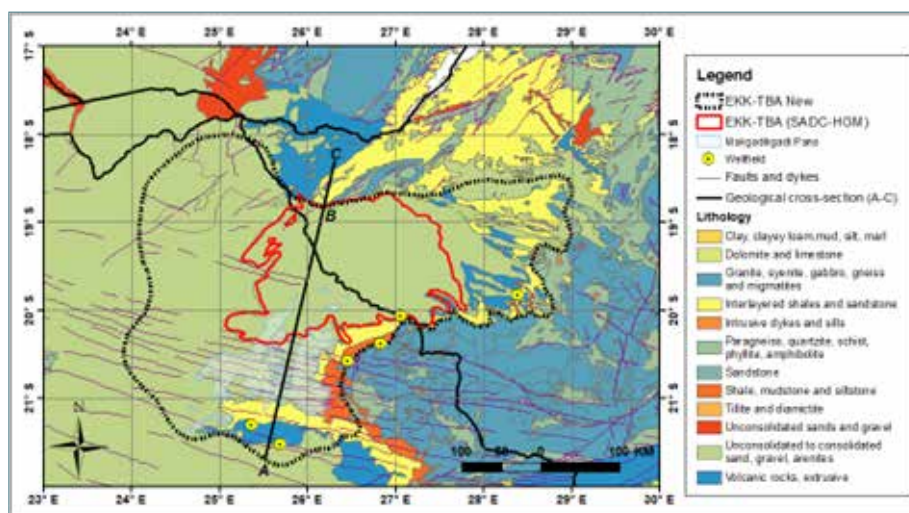 23° E 24° E 25° E 26° E 27° E 28° E 29° E 30° E
17° S
18° S
19° S
20° S
21° S
C
B
A
N
100 50 0 100 KM
23° E 24° E 25° E 26° E 27° E 28° E 29° E 30° E
Legend
EKK-TBA New
EKK-TBA (SADC-HGM)
Makgadikgadi Pans
Wellfield
Faults and dykes
Geological cross-section (A-C)
Lithology
Clay, clayey loam, mud, silt, marl
Dolomite and limestone
Granite, syenite, gabbro, gneiss
and migmatites
Interlayered shales and sandstone
Intrusive dykes and sills
Paragneiss, quartzite, schist,
phyllite, amphibolite
Sandstone
Shale, mudstone and siltstone
Tillite and diamictite
Unconsolidated sands and gravel
Unconsolidated to consolidated
sand, gravel, arenites
Volcanic rocks, extrusive